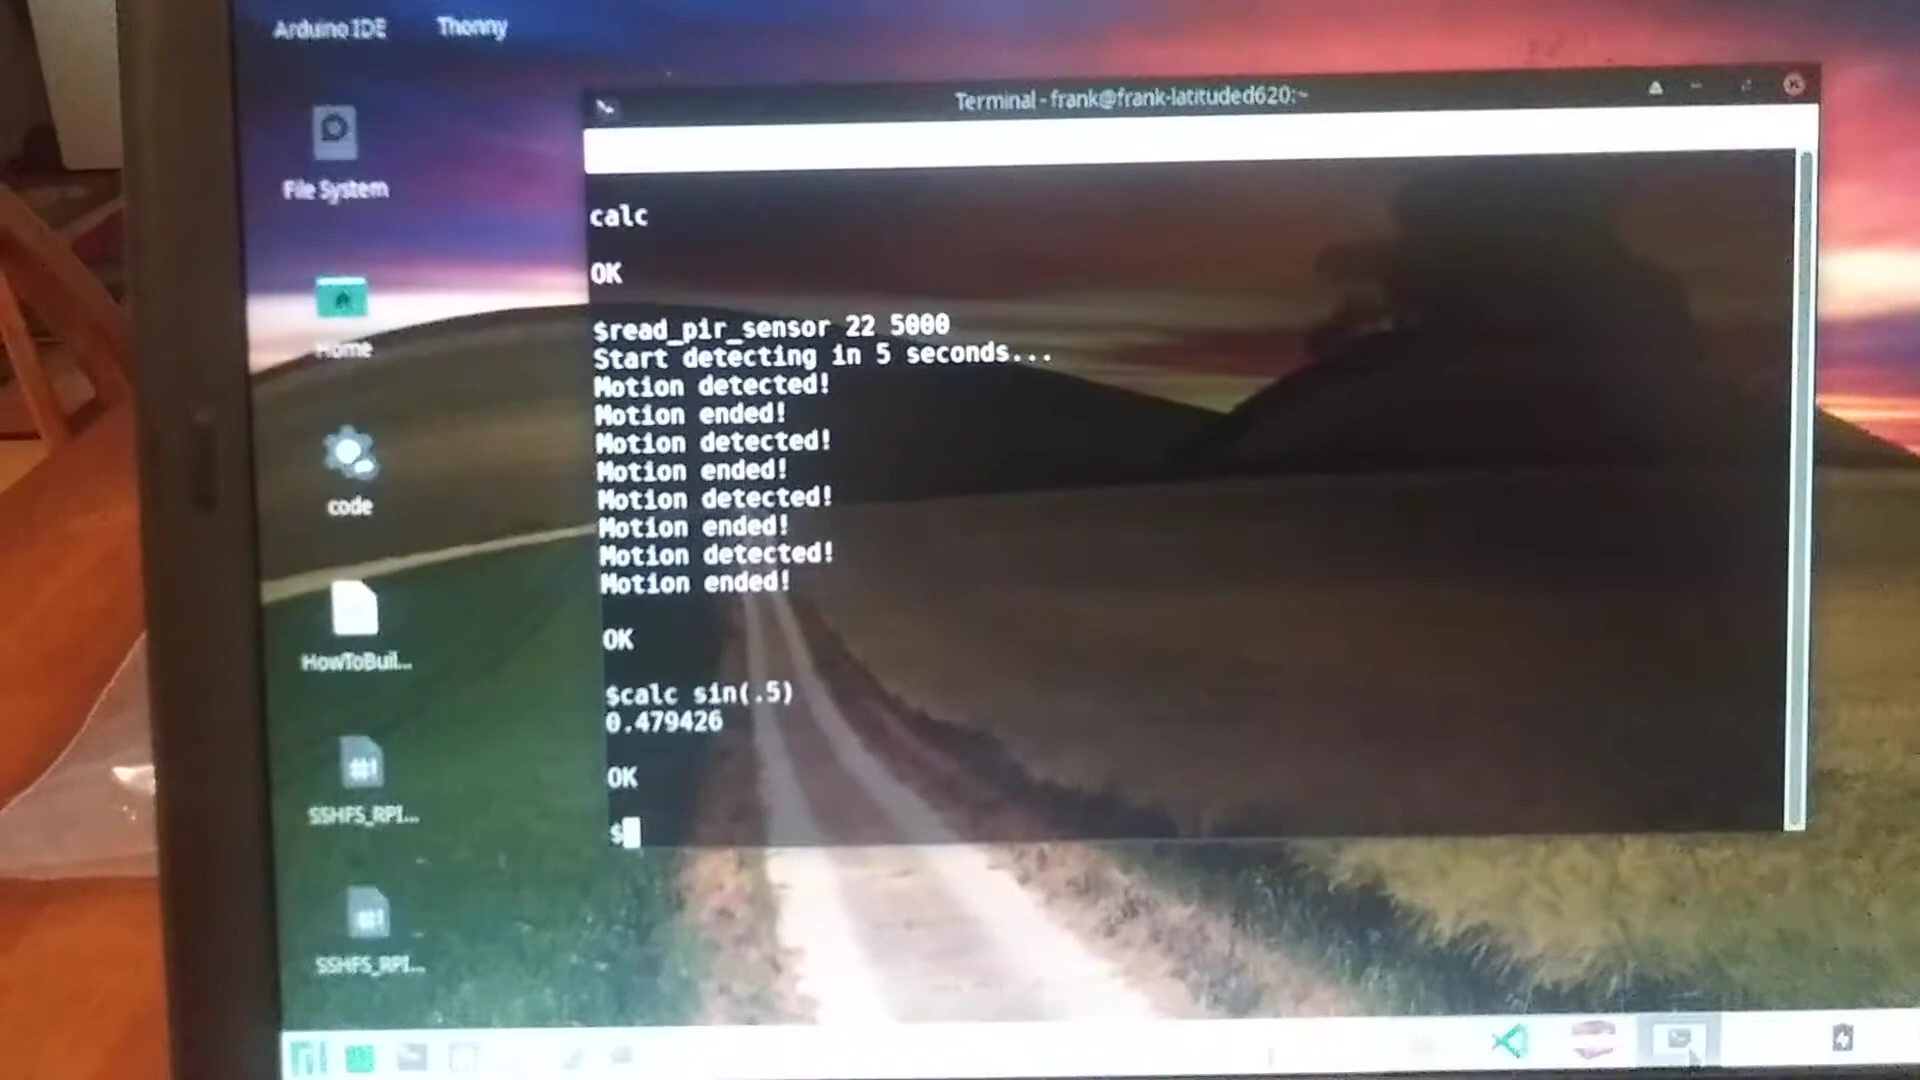 Arduino IDE
Thonny
File System
Home
code
HowToBuil...
SSHFS_RPI...
SSHFS_RPI...
Terminal - frank@frank-latituded620:~
calc
OK
$read_pir_sensor 22 5000
Start detecting in 5 seconds...
Motion detected!
Motion ended!
Motion detected!
Motion ended!
Motion detected!
Motion ended!
Motion detected!
Motion ended!
OK
$calc sin(.5)
0.479426
OK
$